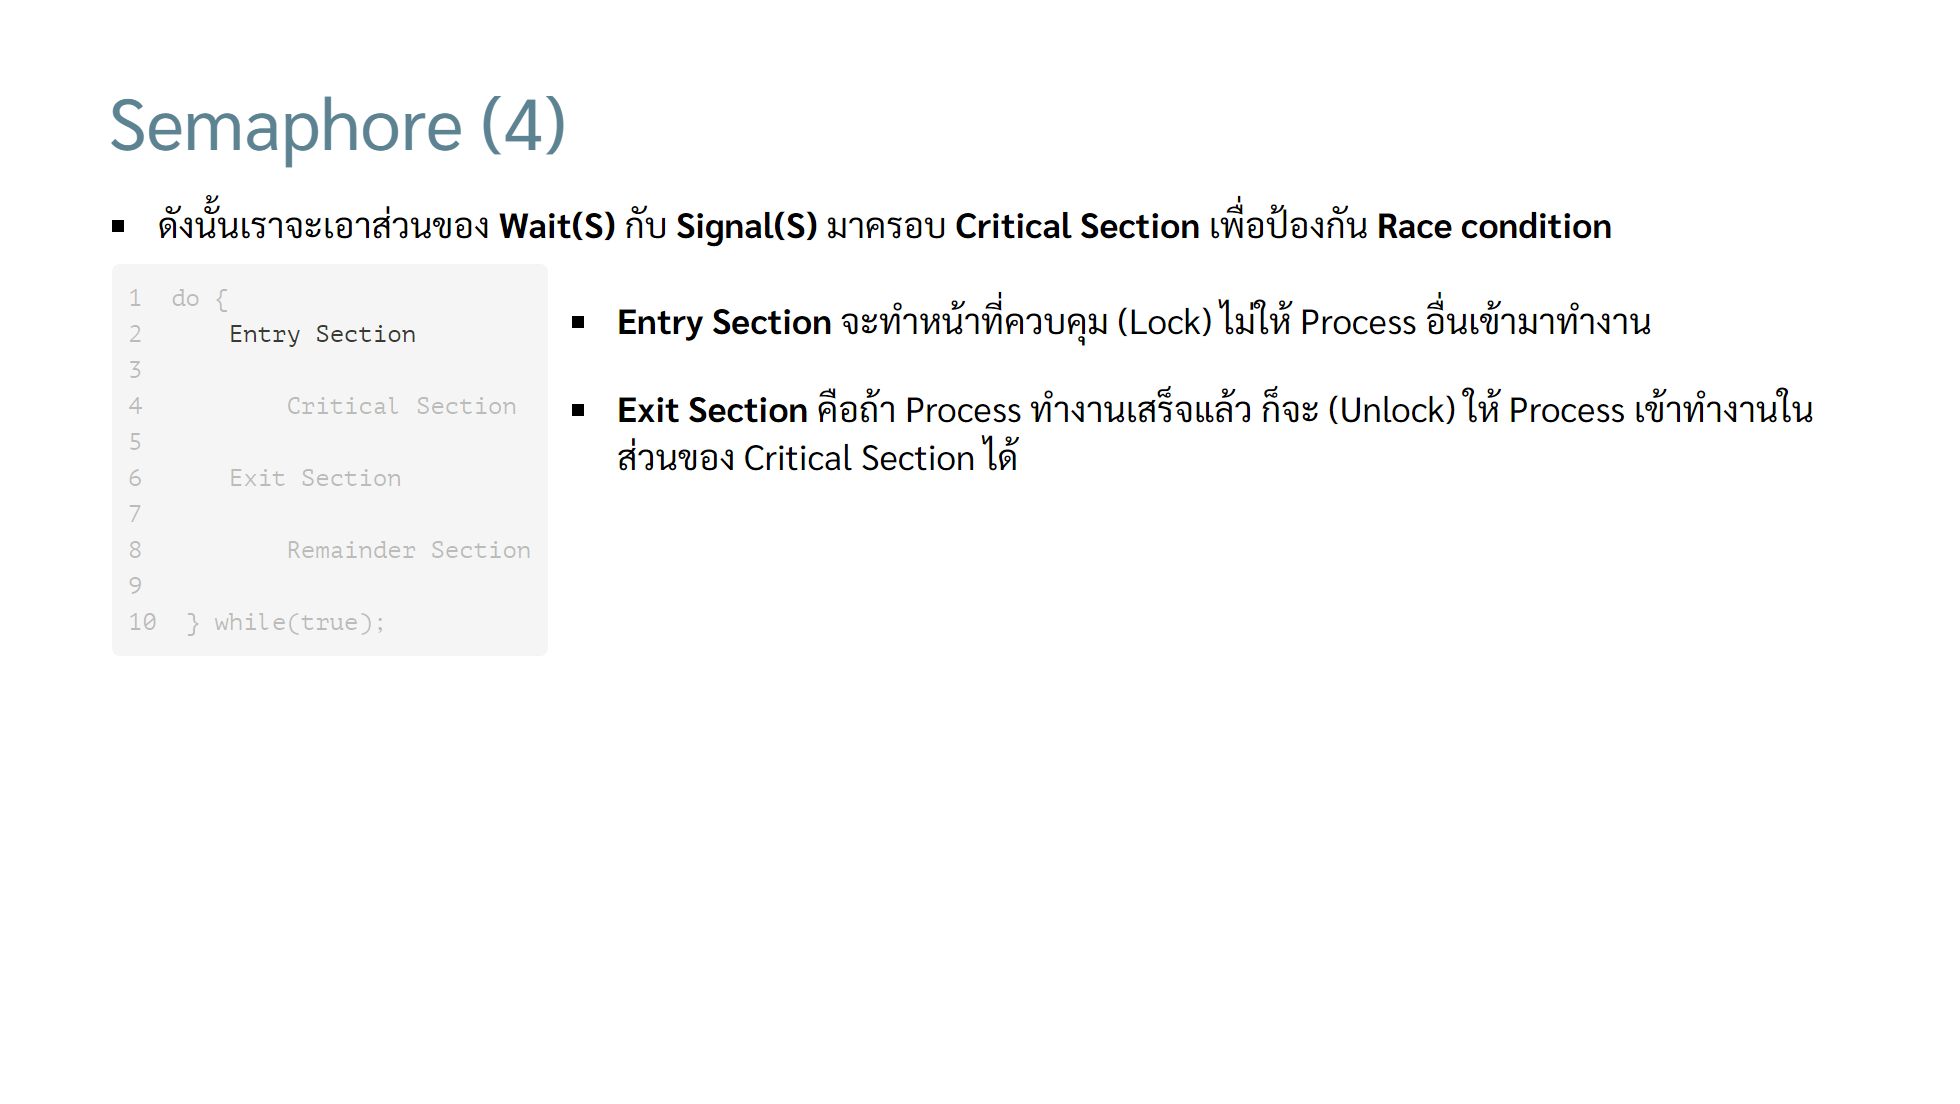 Semaphore (4)
▪ ดังนั้นเราจะเอาส่วนของ Wait(S) กับ Signal(S) มาครอบ Critical Section เพื่อป้องกัน Race condition
1 do {
2 Entry Section
3
4 Critical Section
5
6 Exit Section
7
8 Remainder Section
9
10 } while(true);
▪ Entry Section จะทำหน้าที่ควบคุม (Lock) ไม่ให้ Process อื่นเข้ามาทำงาน
▪ Exit Section คือถ้า Process ทำงานเสร็จแล้ว ก็จะ (Unlock) ให้ Process เข้าทำงานใน
ส่วนของ Critical Section ได้